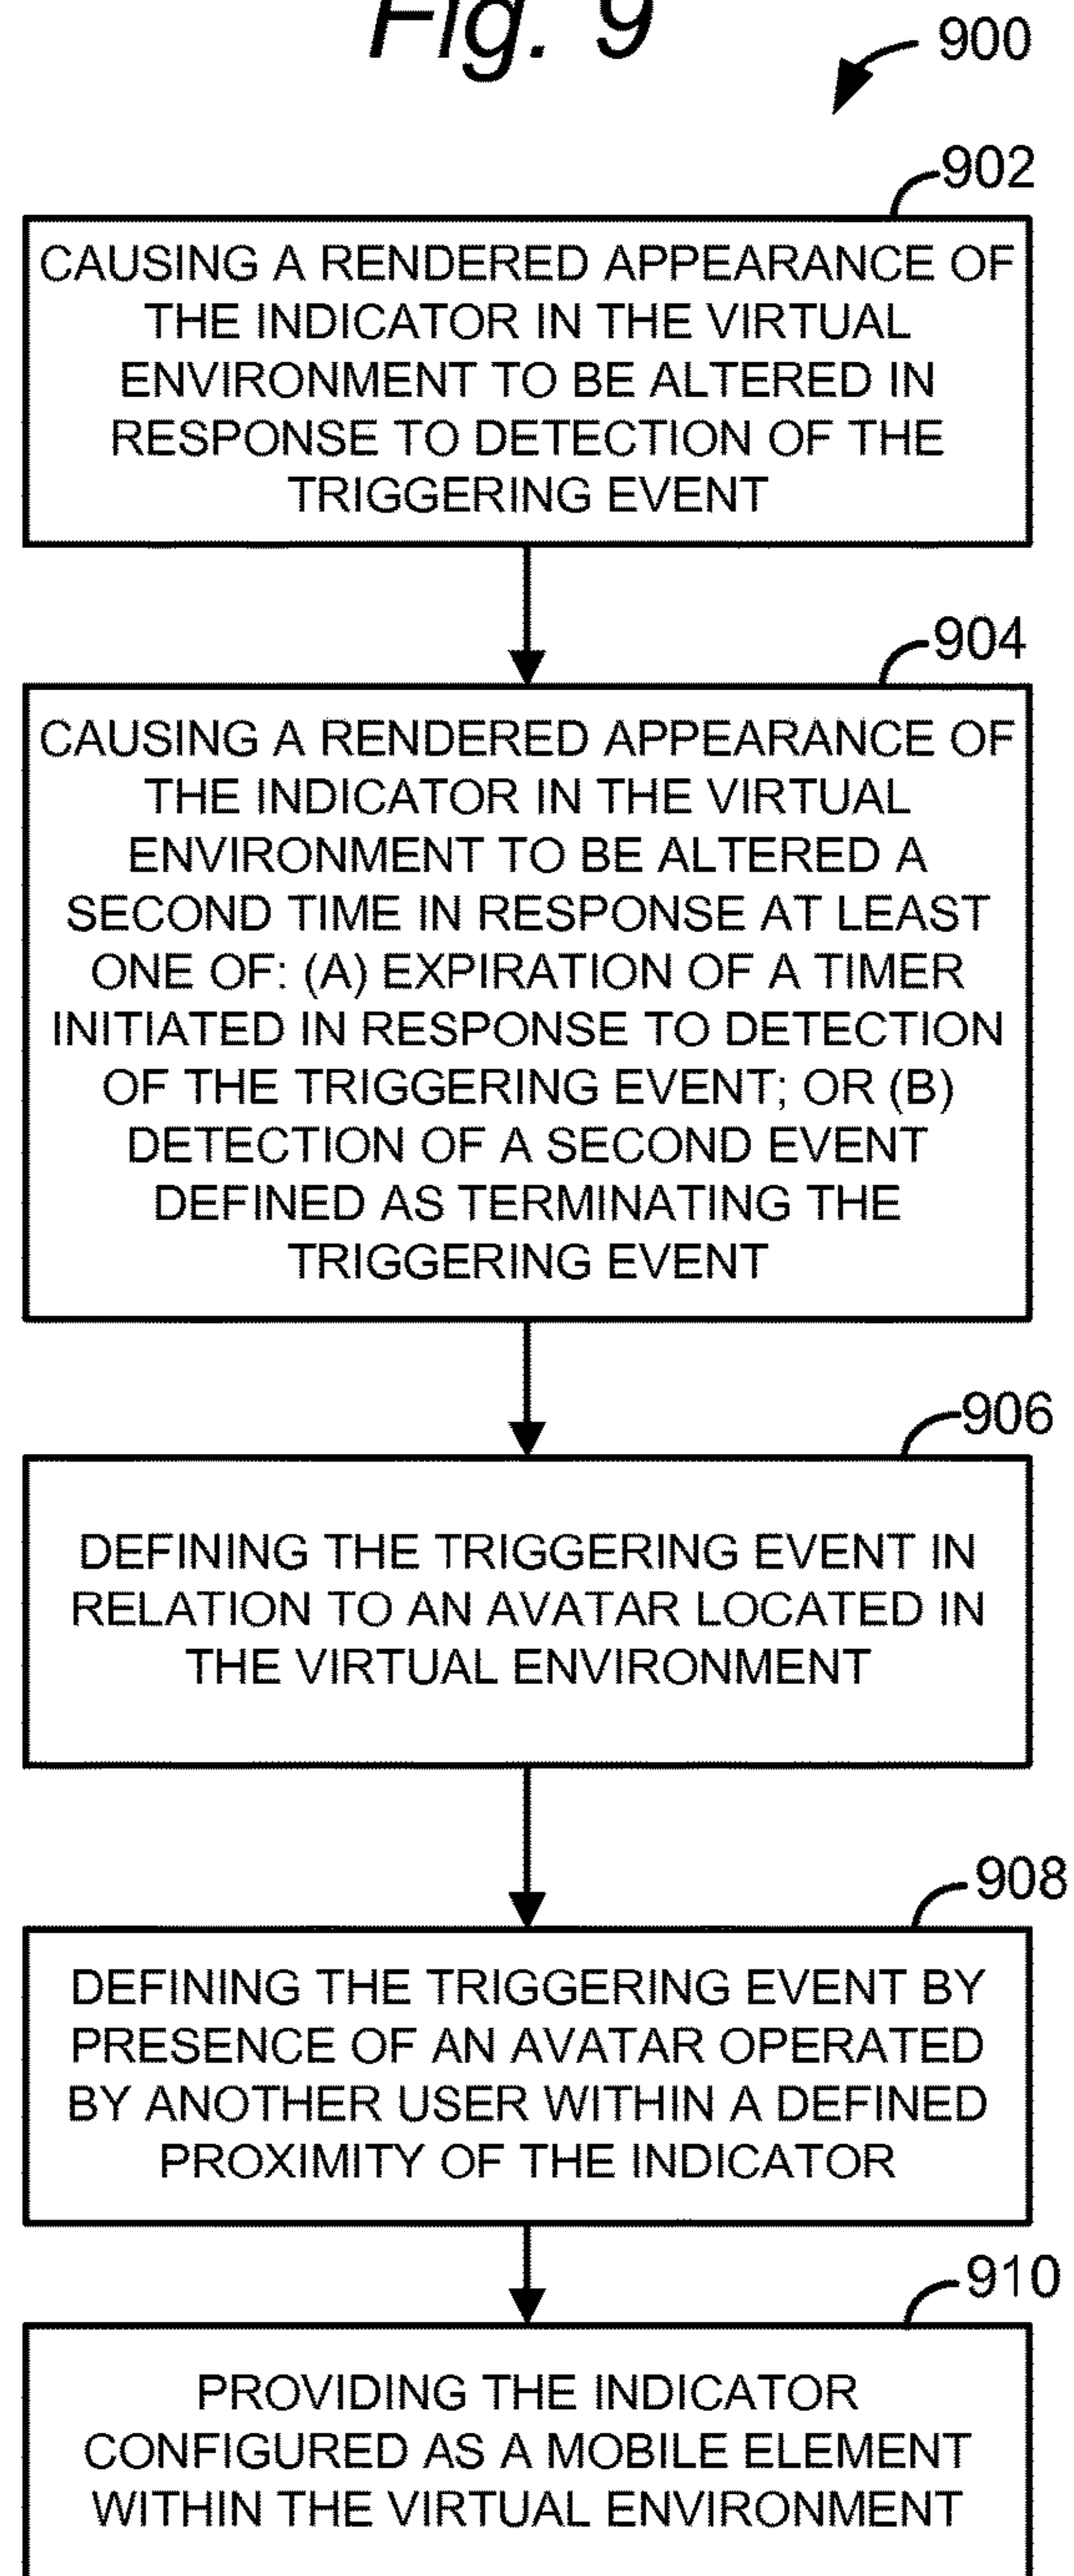 Fig. 9
900
902
CAUSING A RENDERED APPEARANCE OF
THE INDICATOR IN THE VIRTUAL
ENVIRONMENT TO BE ALTERED IN
RESPONSE TO DETECTION OF THE
TRIGGERING EVENT
904
CAUSING A RENDERED APPEARANCE OF
THE INDICATOR IN THE VIRTUAL
ENVIRONMENT TO BE ALTERED A
SECOND TIME IN RESPONSE AT LEAST
ONE OF: (A) EXPIRATION OF A TIMER
INITIATED IN RESPONSE TO DETECTION
OF THE TRIGGERING EVENT; OR (B)
DETECTION OF A SECOND EVENT
DEFINED AS TERMINATING THE
TRIGGERING EVENT
906
DEFINING THE TRIGGERING EVENT IN
RELATION TO AN AVATAR LOCATED IN
THE VIRTUAL ENVIRONMENT
908
DEFINING THE TRIGGERING EVENT BY
PRESENCE OF AN AVATAR OPERATED
BY ANOTHER USER WITHIN A DEFINED
PROXIMITY OF THE INDICATOR
910
PROVIDING THE INDICATOR
CONFIGURED AS A MOBILE ELEMENT
WITHIN THE VIRTUAL ENVIRONMENT